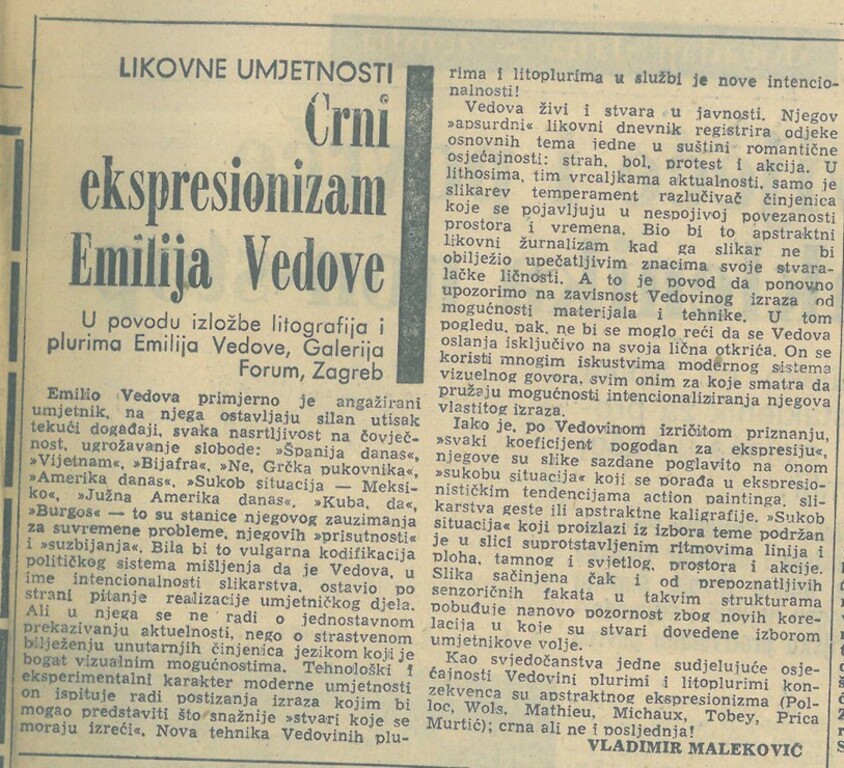 LIKOVNE UMJETNOSTI
Crni
ekspresionizam
Emilija Vedove
U povodu izložbe litografija i
plurima Emilija Vedove, Galerija
Forum, Zagreb
Emilio Vedova primjerno je angažirani
umjetnik, na njega ostavljaju silan utisak
tekući događaji, svaka nasrtljivost na čovječ-
nost, ugrožavanje slobode: »Španija danas«,
»Vijetnam«, »Bijafra«, »Ne, Grčka pukovnika«,
»Amerika danas«, »Sukob situacija — Meksi-
ko«, »Južna Amerika danas«, »Kuba, da«,
»Burgos« — to su stanice njegovog zauzimanja
za suvremene probleme, njegovih »prisutnosti«
i »suzbijanja«. Bila bi to vulgarna kodifikacija
političkog sistema mišljenja da je Vedova, u
ime intencionalnosti slikarstva, ostavio po
strani pitanje realizacije umjetničkog djela.
Ali u njega se ne radi o jednostavnom
prekazivanju aktuelnosti, nego o strastvenom
bilježenju unutarnjih činjenica jezikom koji je
bogat vizualnim mogućnostima. Tehnološki i
eksperimentalni karakter moderne umjetnosti
on ispituje radi postizanja izraza kojim bi
mogao predstaviti što snažnije »stvari koje se
moraju izreći«. Nova tehnika Vedovinih plu-
rima i litoplurima u službi je nove intencio-
nalnosti!
Vedova živi i stvara u javnosti. Njegov
»apsurdni« likovni dnevnik registrira odjeke
osnovnih tema jedne u suštini romantične
osjećajnosti: strah, bol, protest i akcija. U
lithosima, tim vrcaljkama aktualnosti, samo je
slikarev temperament razlučivač činjenica
koje se pojavljuju u nespojivoj povezanosti
prostora i vremena. Bio bi to apstraktni
likovni žurnalizam kad ga slikar ne bi
obilježio upečatljivim znacima svoje stvara-
lačke ličnosti. A to je povod da ponovno
upozorimo na zavisnost Vedovinog izraza od
mogućnosti materijala i tehnike. U tom
pogledu, pak, ne bi se moglo reći da se Vedova
oslanja isključivo na svoja lična otkrića. On se
koristi mnogim iskustvima modernog sistema
vizuelnog govora, svim onim za koje smatra da
pružaju mogućnosti intencionaliziranja njegova
vlastitog izraza.
Iako je, po Vedovinom izričitom priznanju,
»svaki koeficijent pogodan za ekspresiju«,
njegove su slike sazdane poglavito na onom
»sukobu situacija« koji se porađa u ekspresio-
nističkim tendencijama action paintinga, sli-
karstva geste ili apstraktne kaligrafije. »Sukob
situacija« koji proizlazi iz izbora teme podržan
je u slici suprotstavljenim ritmovima linija i
ploha, tamnog i svjetlog, prostora i akcije.
Slika sačinjena čak i od prepoznatljivih
senzoričnih fakata u takvim strukturama
pobuđuje nanovo pozornost zbog novih kore-
lacija u koje su stvari dovedene izborom
umjetnikove volje.
Kao svjedočanstva jedne sudjelujuće osje-
ćajnosti Vedovini plurimi i litoplurimi kon-
zekvenca su apstraktnog ekspresionizma (Pol-
loc, Wols, Mathieu, Michaux, Tobey, Prica
Murtić); crna ali ne i posljednja!
VLADIMIR MALEKOVIĆ